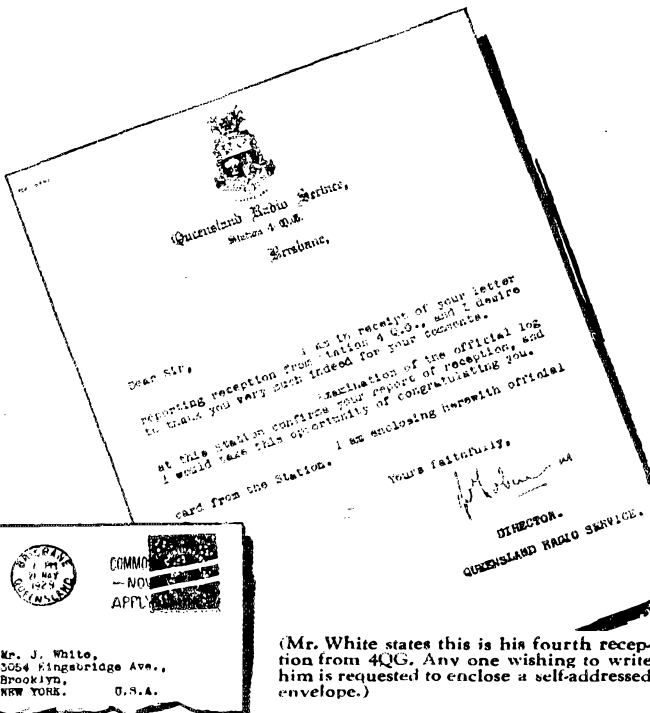 Queensland Radio Service,
Station 4 Q.G.
Brisbane,
Dear Sir,
I am in receipt of your letter
reporting reception from Station 4 Q.G., and I desire
to thank you very much indeed for your comments.
Examination of the official log
at this station confirms your report of reception, and
I would take this opportunity of congratulating you.
I am enclosing herewith official
card from the Station.
Yours faithfully,
DIRECTOR.
QUEENSLAND RADIO SERVICE.
BRISBANE
PM
21 MAY
1929
QUEENSLAND
COMMO
—NOW
APPLY
Mr. J. White,
3054 Kingsbridge Ave.,
Brooklyn,
NEW YORK. U.S.A.
(Mr. White states this is his fourth recep-
tion from 4QG. Any one wishing to write
him is requested to enclose a self-addressed
envelope.)